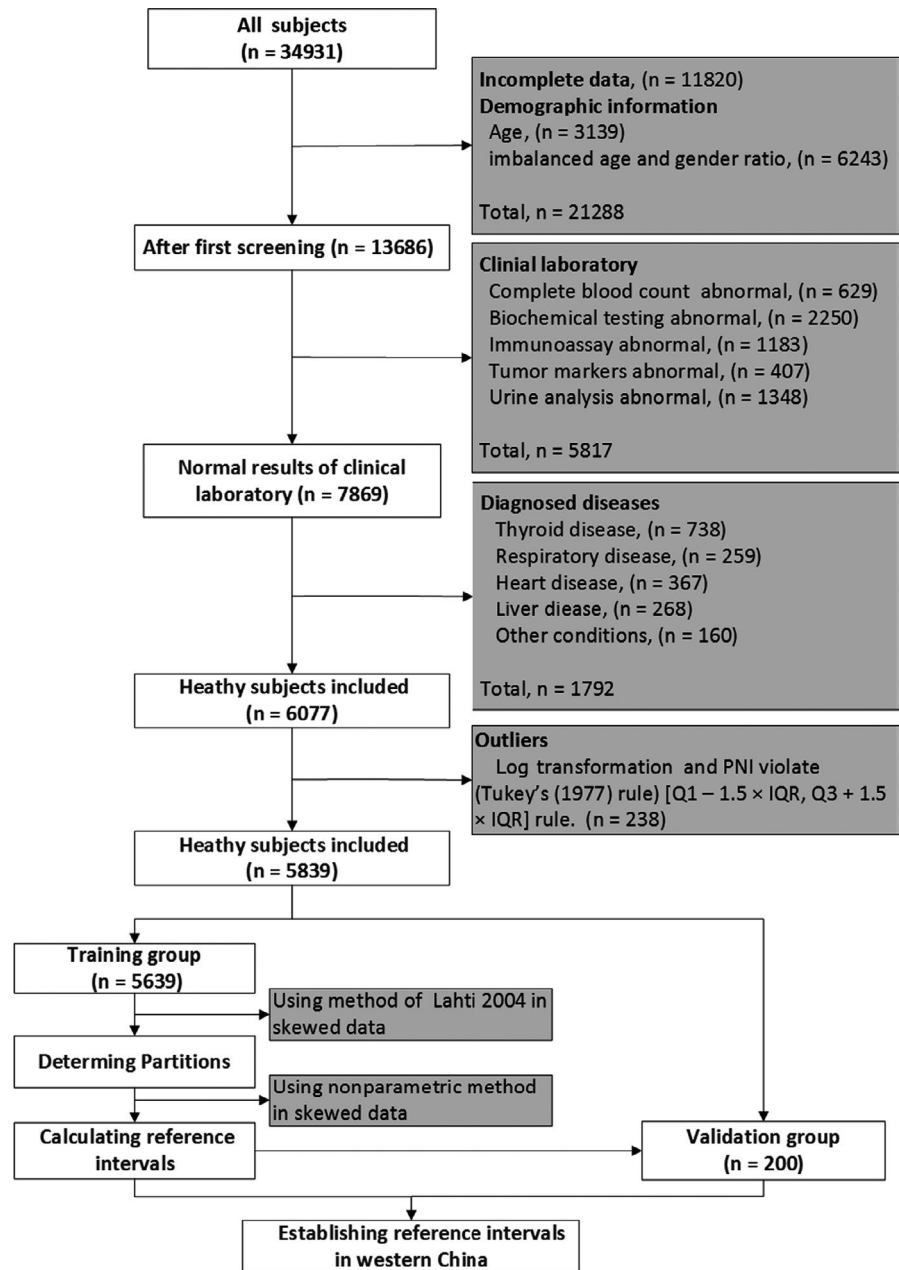 All subjects
(n = 34931)
Incomplete data, (n = 11820)
Demographic information
Age, (n = 3139)
imbalanced age and gender ratio, (n = 6243)
Total, n = 21288
After first screening (n = 13686)
Clinial laboratory
Complete blood count abnormal, (n = 629)
Biochemical testing abnormal, (n = 2250)
Immunoassay abnormal, (n = 1183)
Tumor markers abnormal, (n = 407)
Urine analysis abnormal, (n = 1348)
Total, n = 5817
Normal results of clinical
laboratory (n = 7869)
Diagnosed diseases
Thyroid disease, (n = 738)
Respiratory disease, (n = 259)
Heart disease, (n = 367)
Liver diease, (n = 268)
Other conditions, (n = 160)
Total, n = 1792
Heathy subjects included
(n = 6077)
Outliers
Log transformation and PNI violate
(Tukey's (1977) rule) [Q1 – 1.5 × IQR, Q3 + 1.5
× IQR] rule. (n = 238)
Heathy subjects included
(n = 5839)
Training group
(n = 5639)
Using method of Lahti 2004 in
skewed data
Determing Partitions
Using nonparametric method
in skewed data
Calculating reference
intervals
Validation group
(n = 200)
Establishing reference intervals
in western China